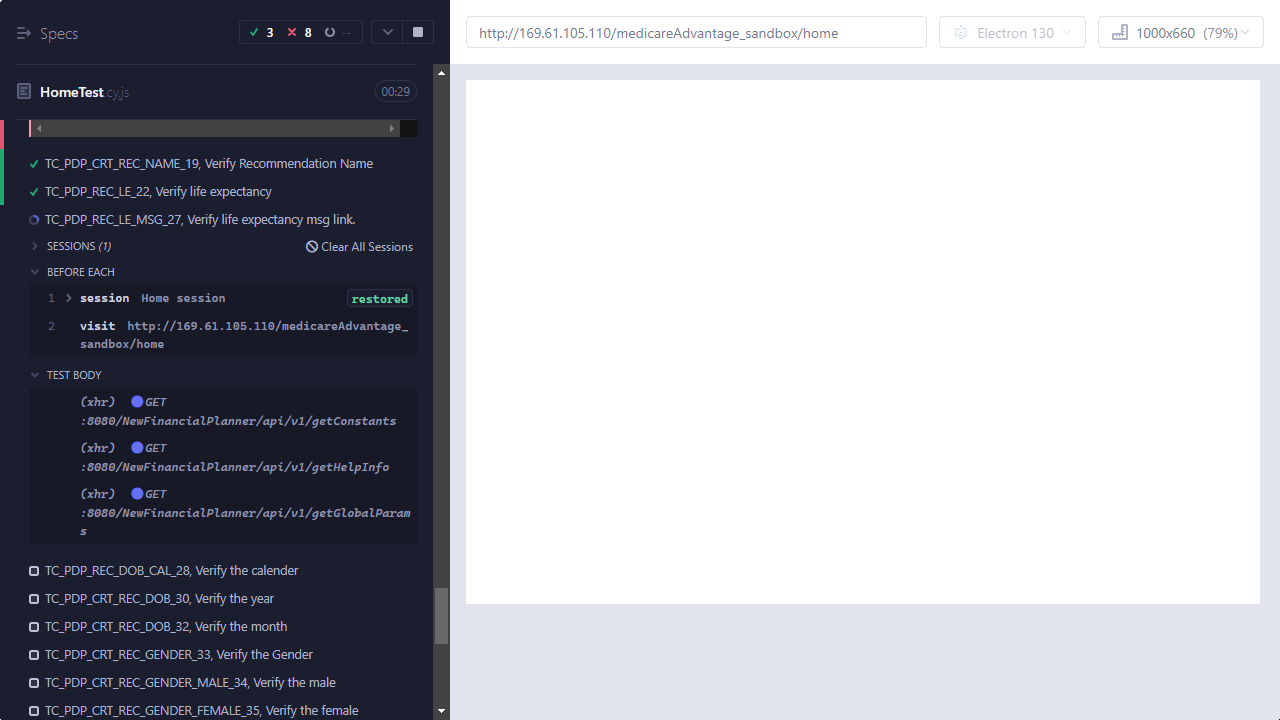 Specs
3
8
--
HomeTest.cy.js
00:29
TC_PDP_CRT_REC_NAME_19, Verify Recommendation Name
TC_PDP_REC_LE_22, Verify life expectancy
TC_PDP_REC_LE_MSG_27, Verify life expectancy msg link.
SESSIONS (1)
Clear All Sessions
BEFORE EACH
1 session Home session restored
2 visit http://169.61.105.110/medicareAdvantage_
sandbox/home
TEST BODY
(xhr) GET
:8080/NewFinancialPlanner/api/v1/getConstants
(xhr) GET
:8080/NewFinancialPlanner/api/v1/getHelpInfo
(xhr) GET
:8080/NewFinancialPlanner/api/v1/getGlobalParam
s
TC_PDP_REC_DOB_CAL_28, Verify the calender
TC_PDP_CRT_REC_DOB_30, Verify the year
TC_PDP_CRT_REC_DOB_32, Verify the month
TC_PDP_CRT_REC_GENDER_33, Verify the Gender
TC_PDP_CRT_REC_GENDER_MALE_34, Verify the male
TC_PDP_CRT_REC_GENDER_FEMALE_35, Verify the female
http://169.61.105.110/medicareAdvantage_sandbox/home
Electron 130
1000x660 (79%)